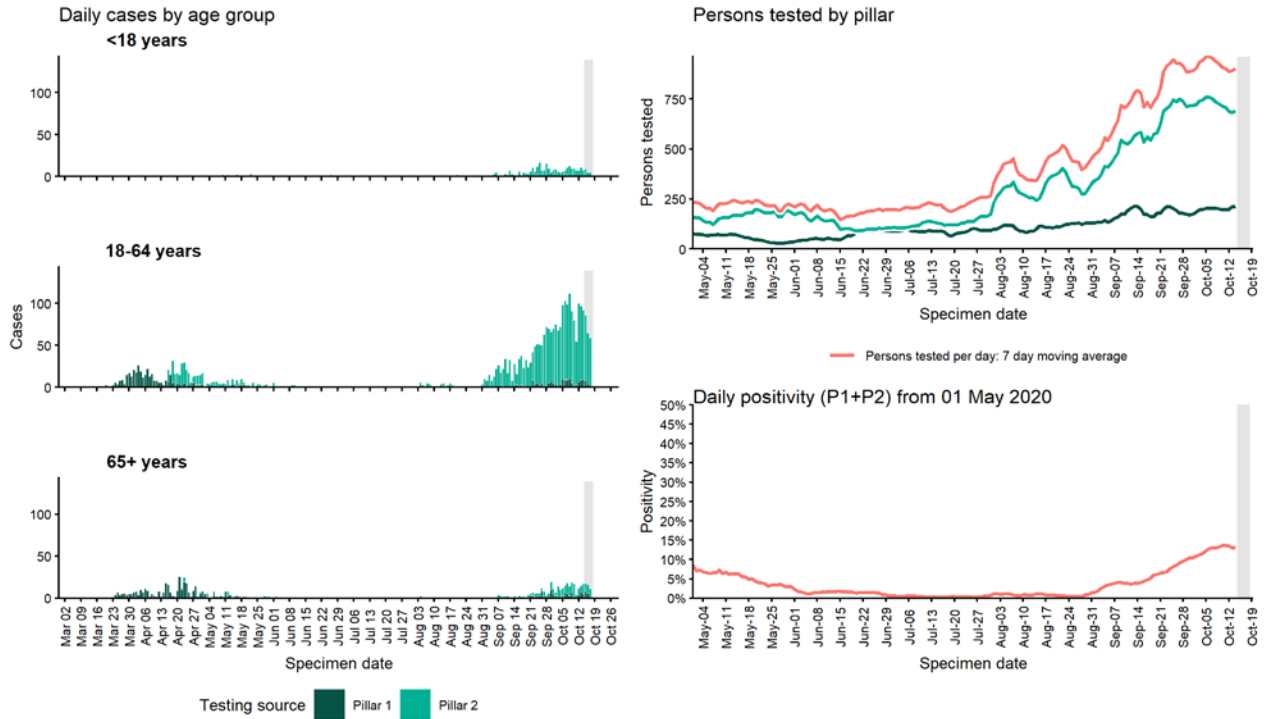 Daily cases by age group
<18 years
100
50
0
18-64 years
100
50
0
65+ years
100
50
0
Cases
Mar 02 Mar 09 Mar 16 Mar 23 Mar 30 Apr 06 Apr 13 Apr 20 Apr 27 May 04 May 11 May 18 May 25 Jun 01 Jun 08 Jun 15 Jun 22 Jun 29 Jul 06 Jul 13 Jul 20 Jul 27 Aug 03 Aug 10 Aug 17 Aug 24 Aug 31 Sep 07 Sep 14 Sep 21 Sep 28 Oct 05 Oct 12 Oct 19 Oct 26
Specimen date
Testing source Pillar 1 Pillar 2
Persons tested by pillar
Persons tested
750
500
250
0
May-04 May-11 May-18 May-25 Jun-01 Jun-08 Jun-15 Jun-22 Jun-29 Jul-06 Jul-13 Jul-20 Jul-27 Aug-03 Aug-10 Aug-17 Aug-24 Aug-31 Sep-07 Sep-14 Sep-21 Sep-28 Oct-05 Oct-12 Oct-19
Specimen date
Persons tested per day: 7 day moving average
Daily positivity (P1+P2) from 01 May 2020
Positivity
50%
45%
40%
35%
30%
25%
20%
15%
10%
5%
0%
May-04 May-11 May-18 May-25 Jun-01 Jun-08 Jun-15 Jun-22 Jun-29 Jul-06 Jul-13 Jul-20 Jul-27 Aug-03 Aug-10 Aug-17 Aug-24 Aug-31 Sep-07 Sep-14 Sep-21 Sep-28 Oct-05 Oct-12 Oct-19
Specimen date